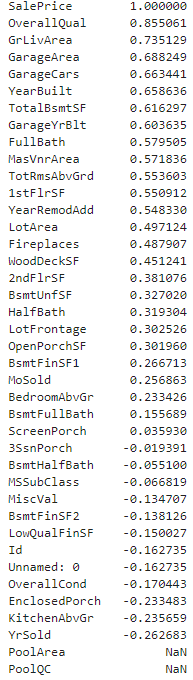 SalePrice 1.000000
OverallQual 0.855061
GrLivArea 0.735129
GarageArea 0.688249
GarageCars 0.663441
YearBuilt 0.658636
TotalBsmtSF 0.616297
GarageYrBlt 0.603635
FullBath 0.579505
MasVnrArea 0.571836
TotRmsAbvGrd 0.553603
1stFlrSF 0.550912
YearRemodAdd 0.548330
LotArea 0.497124
Fireplaces 0.487907
WoodDeckSF 0.451241
2ndFlrSF 0.381076
BsmtUnfSF 0.327020
HalfBath 0.319304
LotFrontage 0.302526
OpenPorchSF 0.301960
BsmtFinSF1 0.266713
MoSold 0.256863
BedroomAbvGr 0.233426
BsmtFullBath 0.155689
ScreenPorch 0.035930
3SsnPorch -0.019391
BsmtHalfBath -0.055100
MSSubClass -0.066819
MiscVal -0.134707
BsmtFinSF2 -0.138126
LowQualFinSF -0.150027
Id -0.162735
Unnamed: 0 -0.162735
OverallCond -0.170443
EnclosedPorch -0.233483
KitchenAbvGr -0.235659
YrSold -0.262683
PoolArea NaN
PoolQC NaN